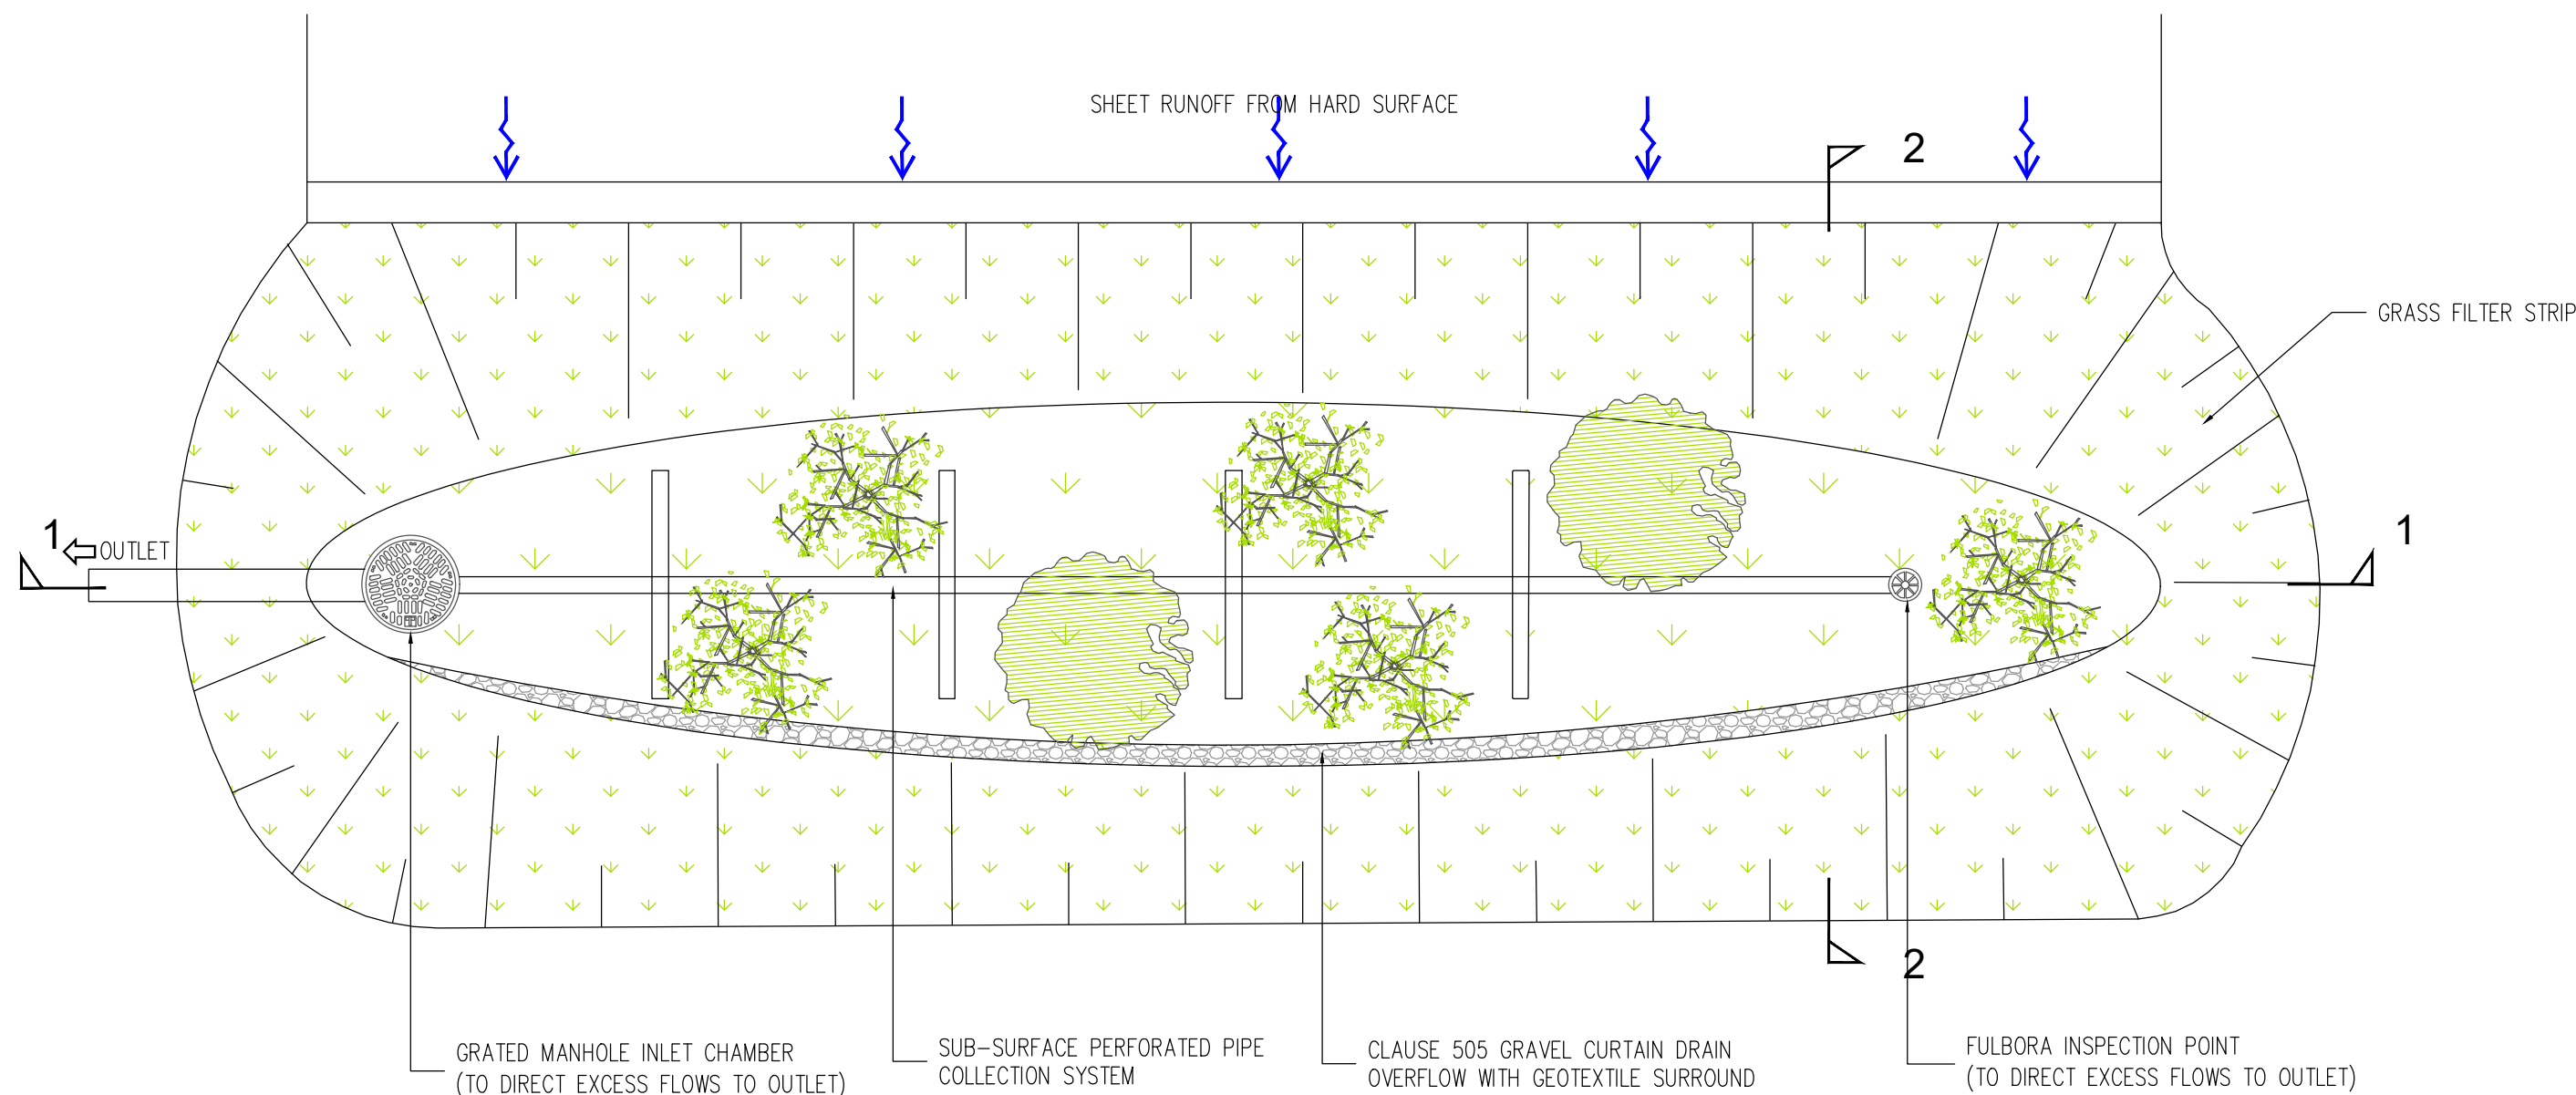 SHEET RUNOFF FROM HARD SURFACE
2
GRASS FILTER STRIP
1
OUTLET
1
2
GRATED MANHOLE INLET CHAMBER
(TO DIRECT EXCESS FLOWS TO OUTLET)
SUB-SURFACE PERFORATED PIPE
COLLECTION SYSTEM
CLAUSE 505 GRAVEL CURTAIN DRAIN
OVERFLOW WITH GEOTEXTILE SURROUND
FULBORA INSPECTION POINT
(TO DIRECT EXCESS FLOWS TO OUTLET)